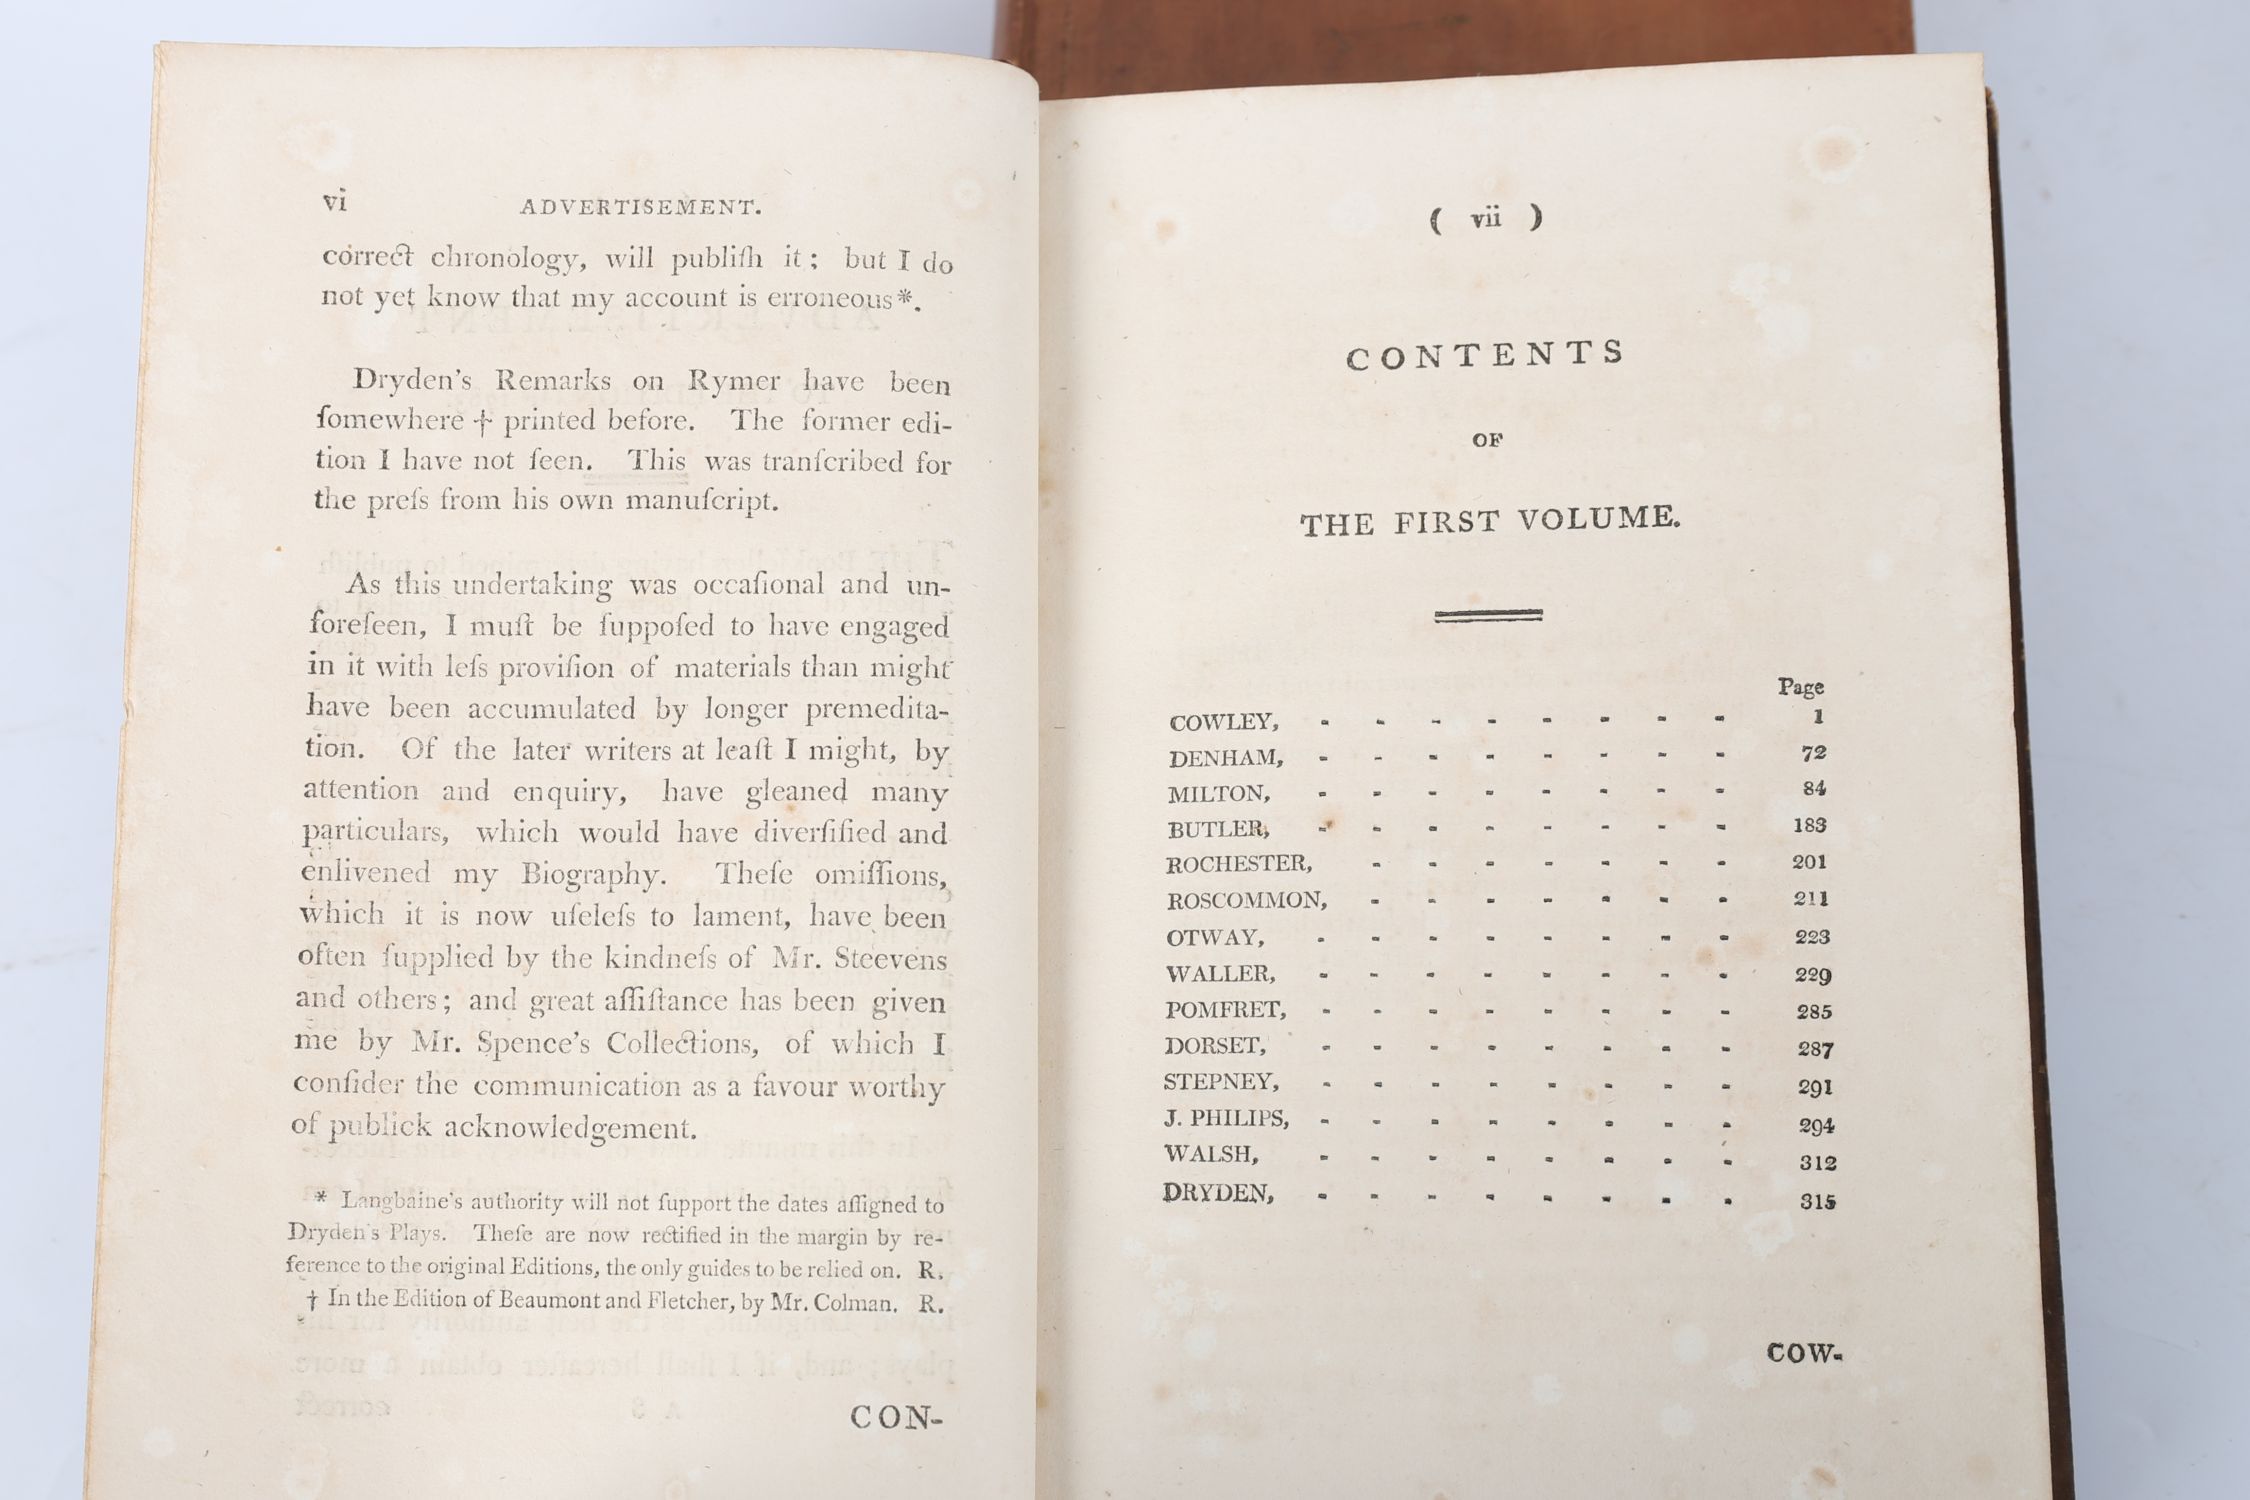 vi ADVERTISEMENT.
correct chronology, will publiſh it; but I do
not yet know that my account is erroneous*.
Dryden's Remarks on Rymer have been
ſomewhere † printed before. The former edi-
tion I have not ſeen. This was tranſcribed for
the preſs from his own manuſcript.
As this undertaking was occaſional and un-
foreſeen, I muſt be ſuppoſed to have engaged
in it with leſs proviſion of materials than might
have been accumulated by longer premedita-
tion. Of the later writers at leaſt I might, by
attention and enquiry, have gleaned many
particulars, which would have diverſified and
enlivened my Biography. Theſe omiſſions,
which it is now uſeleſs to lament, have been
often ſupplied by the kindneſs of Mr. Steevens
and others; and great aſſiſtance has been given
me by Mr. Spence's Collections, of which I
conſider the communication as a favour worthy
of publick acknowledgement.
* Langbaine's authority will not ſupport the dates aſſigned to
Dryden's Plays. Theſe are now rectified in the margin by re-
ference to the original Editions, the only guides to be relied on. R.
† In the Edition of Beaumont and Fletcher, by Mr. Colman. R.
CON-
( vii )
CONTENTS
OF
THE FIRST VOLUME.
Page
COWLEY, - - - - - - - - 1
DENHAM, - - - - - - - - 72
MILTON, - - - - - - - - 84
BUTLER, - - - - - - - - 183
ROCHESTER, - - - - - - - 201
ROSCOMMON, - - - - - - - 211
OTWAY, - - - - - - - - 223
WALLER, - - - - - - - - 229
POMFRET, - - - - - - - - 285
DORSET, - - - - - - - - 287
STEPNEY, - - - - - - - - 291
J. PHILIPS, - - - - - - - - 294
WALSH, - - - - - - - - 312
DRYDEN, - - - - - - - - 315
COW-